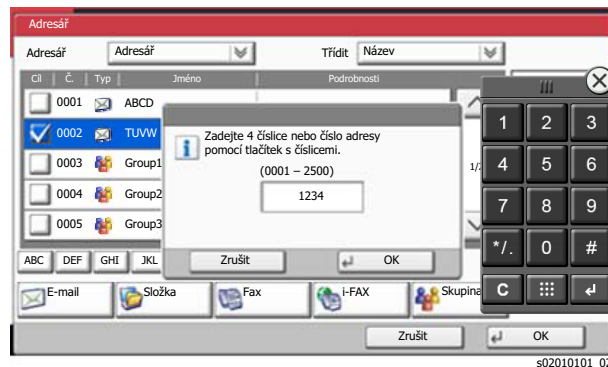 Adresář
Adresář Adresář Třídit Název
Cíl Č. Typ Jméno Podrobnosti
0001 ABCD
0002 TUVW
0003 Group1
0004 Group2
0005 Group3
Zadejte 4 číslice nebo číslo adresy
pomocí tlačítek s číslicemi.
(0001 – 2500)
1234
Zrušit OK
1 2 3
4 5 6
7 8 9
*/. 0 #
C
ABC DEF GHI JKL
E-mail Složka Fax i-FAX Skupina
Zrušit OK
s02010101_02